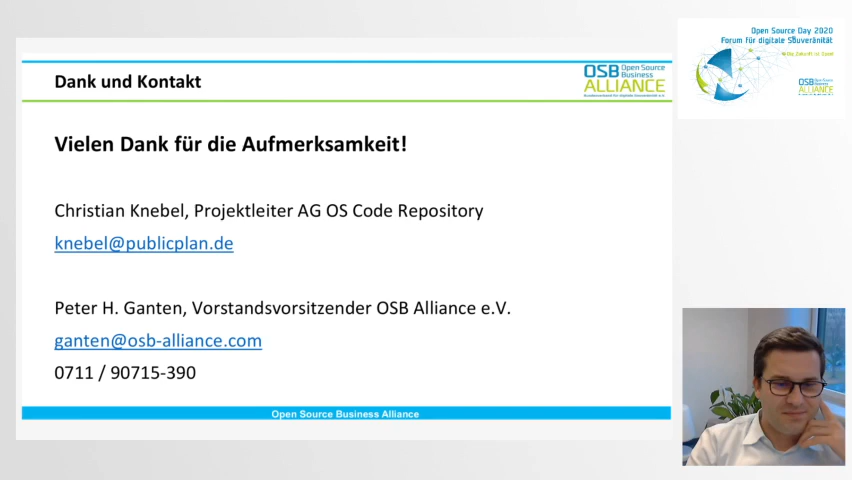 Dank und Kontakt
OSB Open Source
Business
ALLIANCE
Vielen Dank für die Aufmerksamkeit!
Christian Knebel, Projektleiter AG OS Code Repository
knebel@publicplan.de
Peter H. Ganten, Vorstandsvorsitzender OSB Alliance e.V.
ganten@osb-alliance.com
0711 / 90715-390
Open Source Business Alliance
Open Source Day 2020
Forum für digitale Souveränität
OSB
ALLIANCE